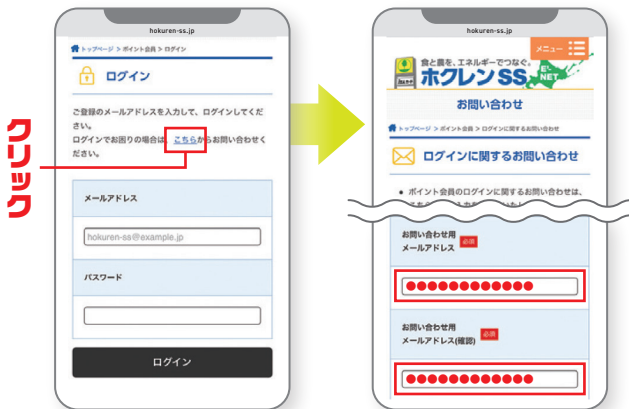 クリック
hokuren-ss.jp
トップページ > ポイント会員 > ログイン
ログイン
ご登録のメールアドレスを入力して、ログインしてくだ
さい。
ログインでお困りの場合は、こちらからお問い合わせく
ださい。
メールアドレス
hokuren-ss@example.jp
パスワード
ログイン
hokuren-ss.jp
メニュー
食と農を、エネルギーでつなぐ。
ホクレンSS
NET
お問い合わせ
トップページ > ポイント会員 > ログインに関するお問い合わせ
ログインに関するお問い合わせ
• ポイント会員のログインに関するお問い合わせは、
お問い合わせ用
メールアドレス 必須
●●●●●●●●●●●●
お問い合わせ用
メールアドレス(確認) 必須
●●●●●●●●●●●●